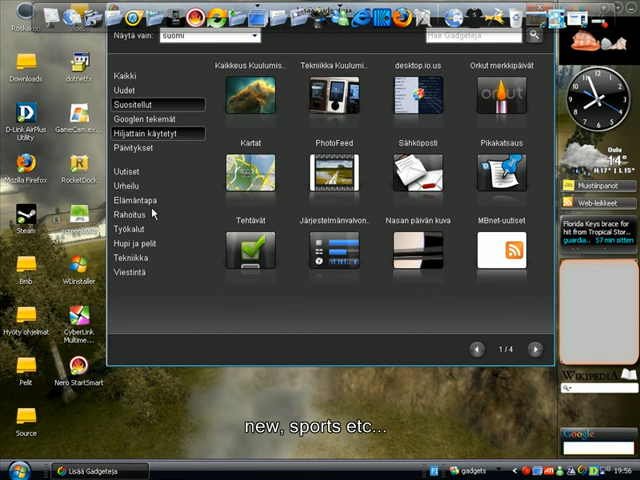 Roskakori
Näytä vain:
suomi
Hae Gadgeteja
Kaikki
Uudet
Suositellut
Googlen tekemät
Hiljattain käytetyt
Päivitykset
Uutiset
Urheilu
Elämäntapa
Rahoitus
Työkalut
Hupi ja pelit
Tekniikka
Viestintä
Kaikkeus Kuulumis..
Tekniikka Kuulumi..
desktop.io.us
Orkut merkkipäivät
Kartat
PhotoFeed
Sähköposti
Pikakatsaus
Tehtävät
Järjestelmänvalvon..
Nasan päivän kuva
MBnet-uutiset
1 / 4
Downloads
dotnetfx
D-Link AirPlus Utility
GameCam.ex...
Mozilla Firefox
RocketDock
Steam
Bmb
WLinstaller
Hyöty ohjelmat
CyberLink Multime...
Pelit
Nero StartSmart
Source
Oulu
14°
Muistiinpanot
Web-leikkeet
Florida Keys brace for
hit from Tropical Stor...
guardia.. 57 min sitten
WIKIPEDIA
Google
new, sports etc...
Lisää Gadgeteja
gadgets
19:56